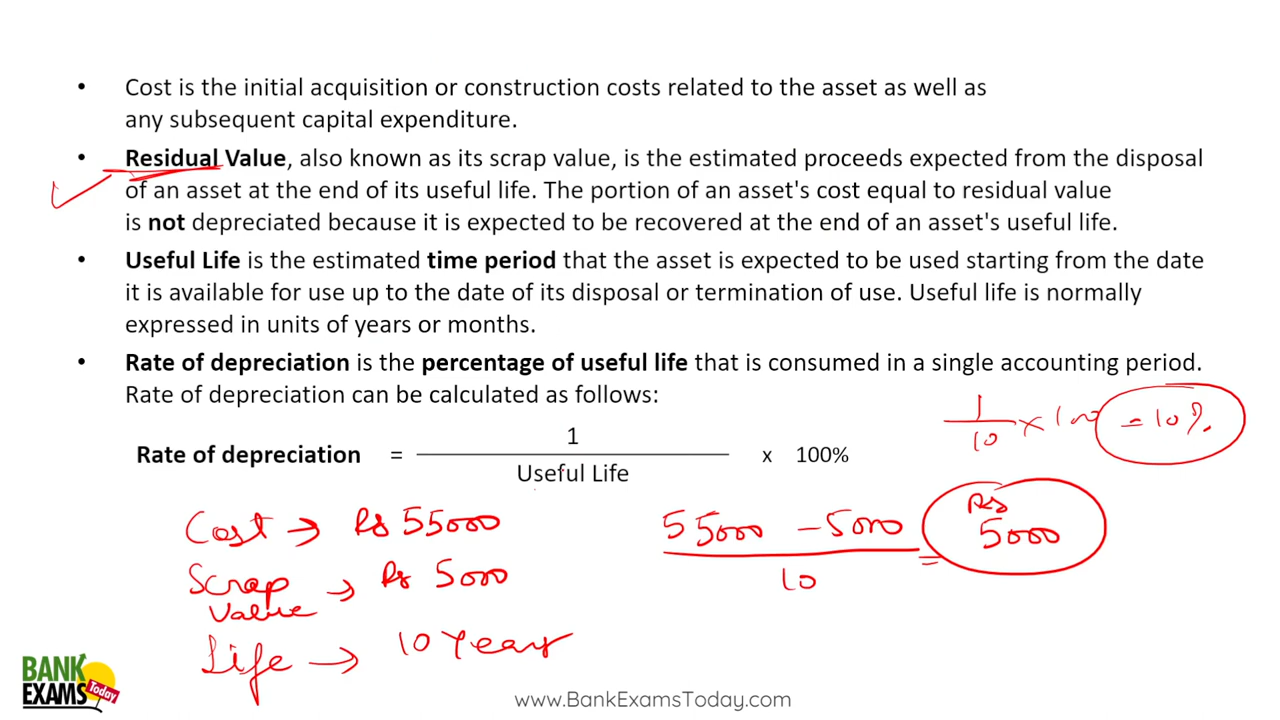 • Cost is the initial acquisition or construction costs related to the asset as well as
any subsequent capital expenditure.
• Residual Value, also known as its scrap value, is the estimated proceeds expected from the disposal
of an asset at the end of its useful life. The portion of an asset's cost equal to residual value
is not depreciated because it is expected to be recovered at the end of an asset's useful life.
• Useful Life is the estimated time period that the asset is expected to be used starting from the date
it is available for use up to the date of its disposal or termination of use. Useful life is normally
expressed in units of years or months.
• Rate of depreciation is the percentage of useful life that is consumed in a single accounting period.
Rate of depreciation can be calculated as follows:
1
10 × 100 = 10%
1
Rate of depreciation = x 100%
Useful Life
Cost → Rs 55000
55000 - 5000 = Rs 5000
10
Scrap Value → Rs 5000
Life → 10 Year
BANK
EXAMS Today
www.BankExamsToday.com